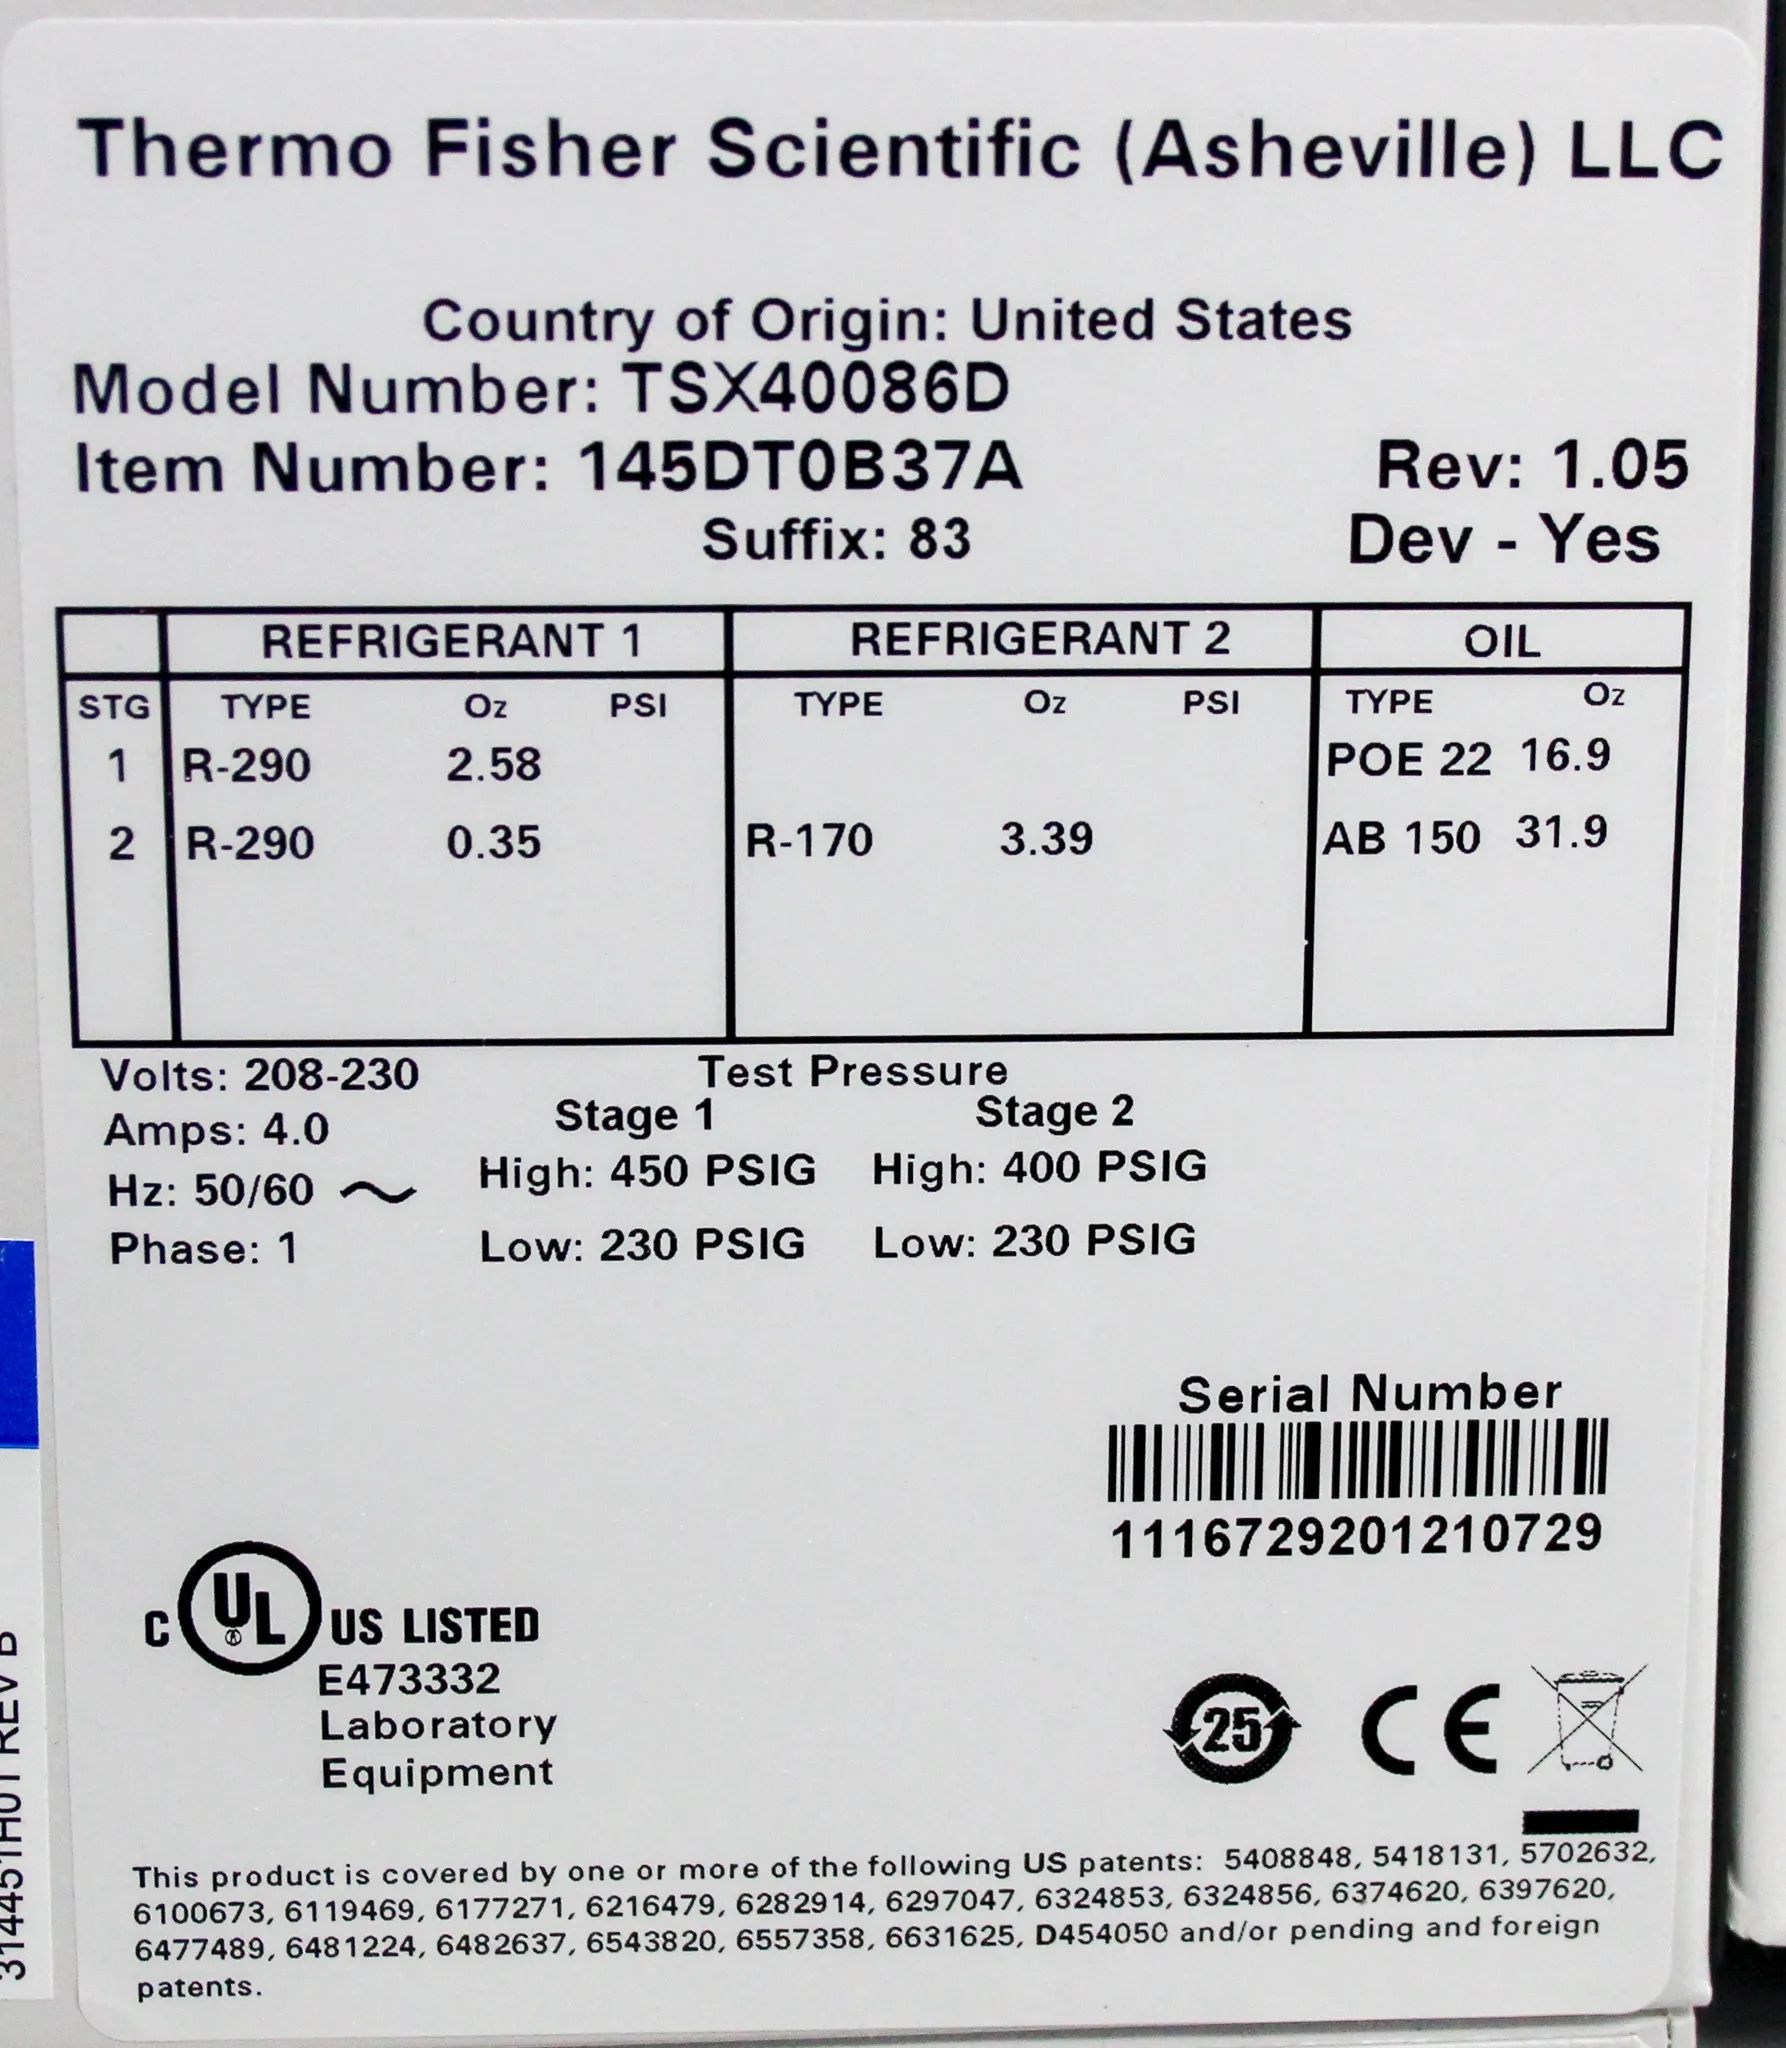 Thermo Fisher Scientific (Asheville) LLC
Country of Origin: United States
Model Number: TSX40086D
Item Number: 145DT0B37A Rev: 1.05
Suffix: 83 Dev - Yes
REFRIGERANT 1 REFRIGERANT 2 OIL
STG TYPE Oz PSI TYPE Oz PSI TYPE Oz
1 R-290 2.58 POE 22 16.9
2 R-290 0.35 R-170 3.39 AB 150 31.9
Volts: 208-230 Test Pressure
Amps: 4.0 Stage 1 Stage 2
Hz: 50/60 ~ High: 450 PSIG High: 400 PSIG
Phase: 1 Low: 230 PSIG Low: 230 PSIG
Serial Number
1116729201210729
C UL ® US LISTED
E473332
Laboratory
Equipment
25 CE
This product is covered by one or more of the following US patents: 5408848, 5418131, 5702632,
6100673, 6119469, 6177271, 6216479, 6282914, 6297047, 6324853, 6324856, 6374620, 6397620,
6477489, 6481224, 6482637, 6543820, 6557358, 6631625, D454050 and/or pending and foreign
patents.
314451H01 REV B